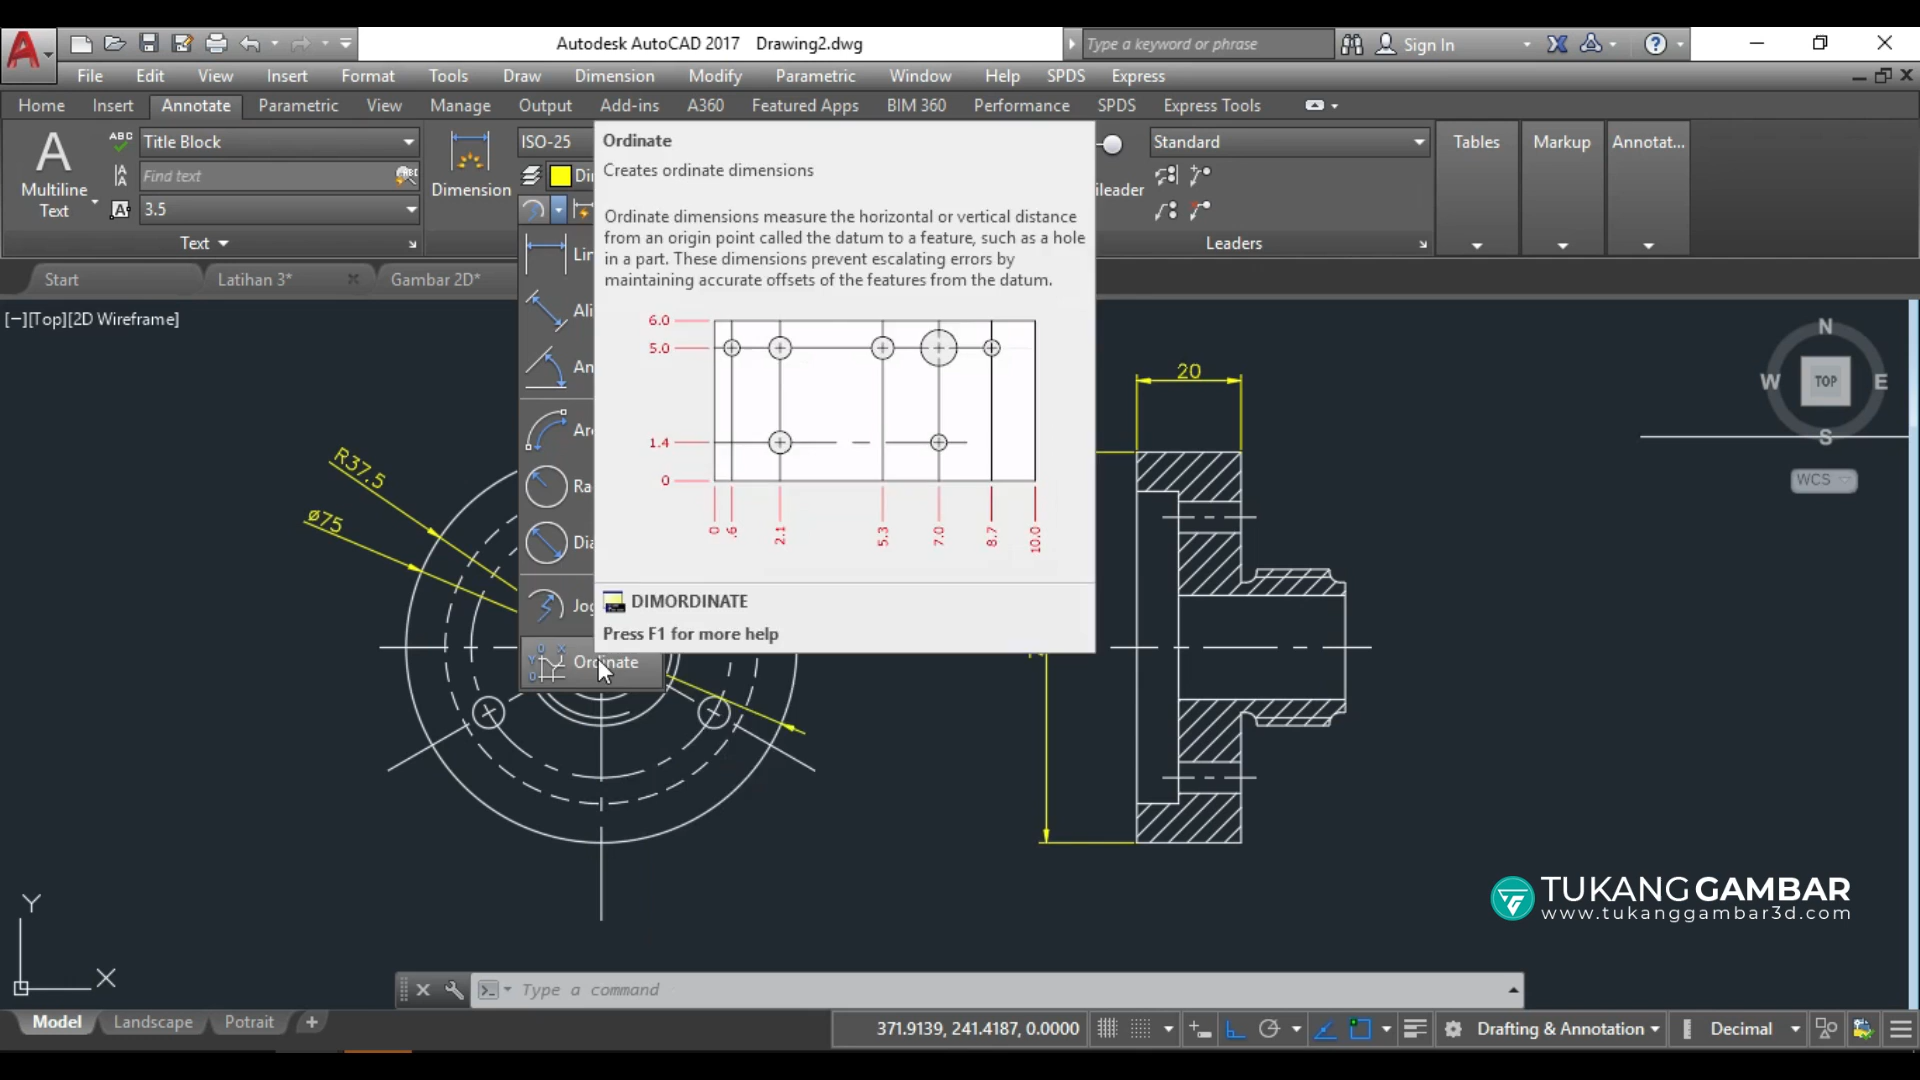 Autodesk AutoCAD 2017 Drawing2.dwg
Type a keyword or phrase
Sign In
File Edit View Insert Format Tools Draw Dimension Modify Parametric Window Help SPDS Express
Home Insert Annotate Parametric View Manage Output Add-ins A360 Featured Apps BIM 360 Performance SPDS Express Tools
A
Multiline
Text
ABC
Title Block
Find text
3.5
Text
Dimension
ISO-25
Ordinate
Creates ordinate dimensions
Ordinate dimensions measure the horizontal or vertical distance
from an origin point called the datum to a feature, such as a hole
in a part. These dimensions prevent escalating errors by
maintaining accurate offsets of the features from the datum.
6.0
5.0
1.4
0
0 .6 2.1 5.3 7.0 8.7 10.0
DIMORDINATE
Press F1 for more help
Standard
Leaders
Tables
Markup
Annotat...
Start Latihan 3* Gambar 2D*
[−][Top][2D Wireframe]
Ordinate
R37.5
ø75
20
N
W TOP E
S
WCS
TUKANGGAMBAR
www.tukanggambar3d.com
Y
X
Type a command
Model Landscape Potrait +
371.9139, 241.4187, 0.0000
Drafting & Annotation
Decimal